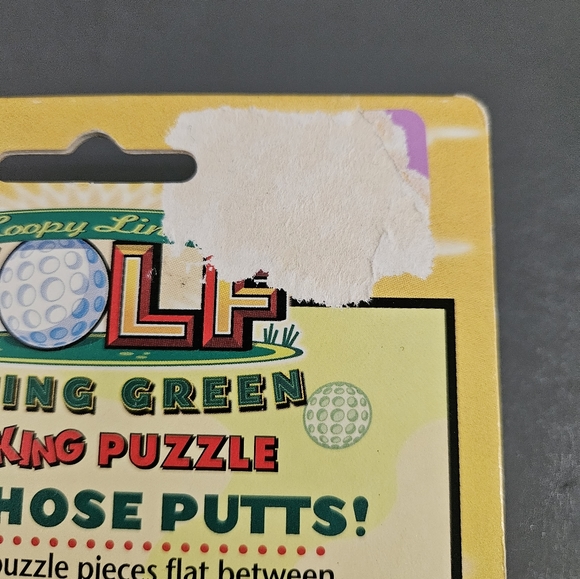 Loopy Lin
OLF
ING GREEN
KING PUZZLE
HOSE PUTTS!
puzzle pieces flat between